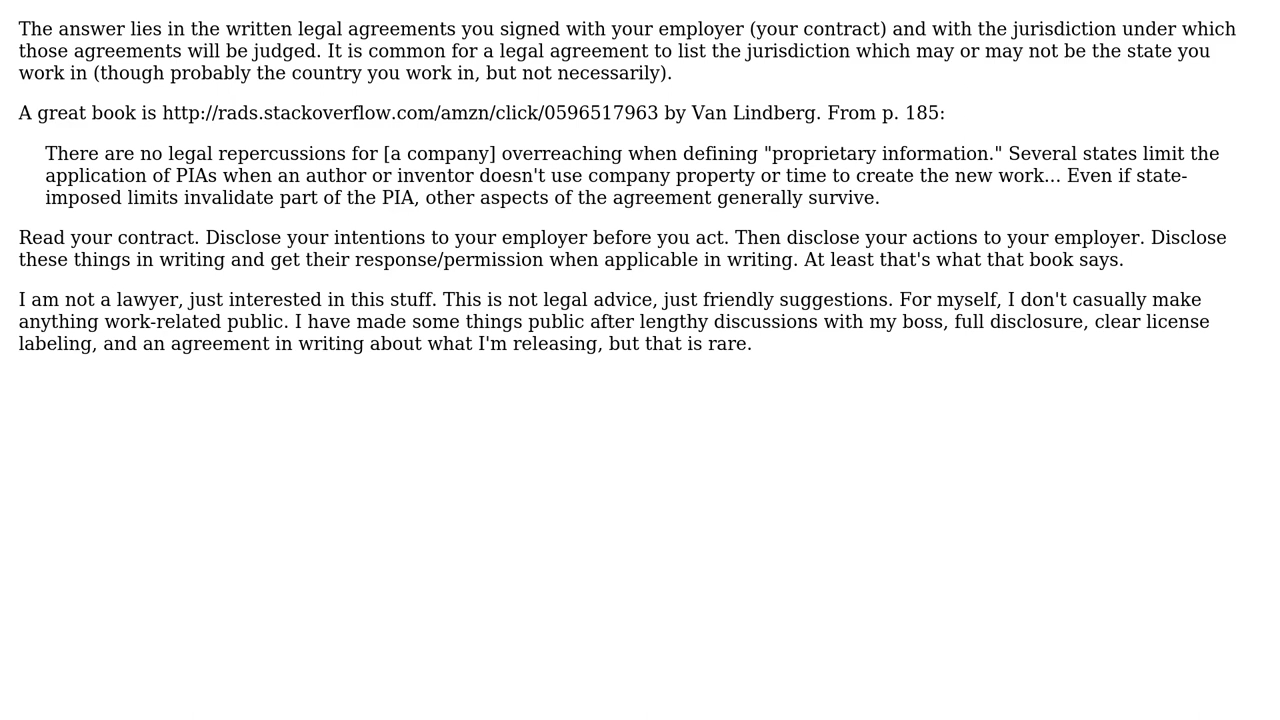 The answer lies in the written legal agreements you signed with your employer (your contract) and with the jurisdiction under which
those agreements will be judged. It is common for a legal agreement to list the jurisdiction which may or may not be the state you
work in (though probably the country you work in, but not necessarily).
A great book is http://rads.stackoverflow.com/amzn/click/0596517963 by Van Lindberg. From p. 185:
There are no legal repercussions for [a company] overreaching when defining "proprietary information." Several states limit the
application of PIAs when an author or inventor doesn't use company property or time to create the new work... Even if state-
imposed limits invalidate part of the PIA, other aspects of the agreement generally survive.
Read your contract. Disclose your intentions to your employer before you act. Then disclose your actions to your employer. Disclose
these things in writing and get their response/permission when applicable in writing. At least that's what that book says.
I am not a lawyer, just interested in this stuff. This is not legal advice, just friendly suggestions. For myself, I don't casually make
anything work-related public. I have made some things public after lengthy discussions with my boss, full disclosure, clear license
labeling, and an agreement in writing about what I'm releasing, but that is rare.